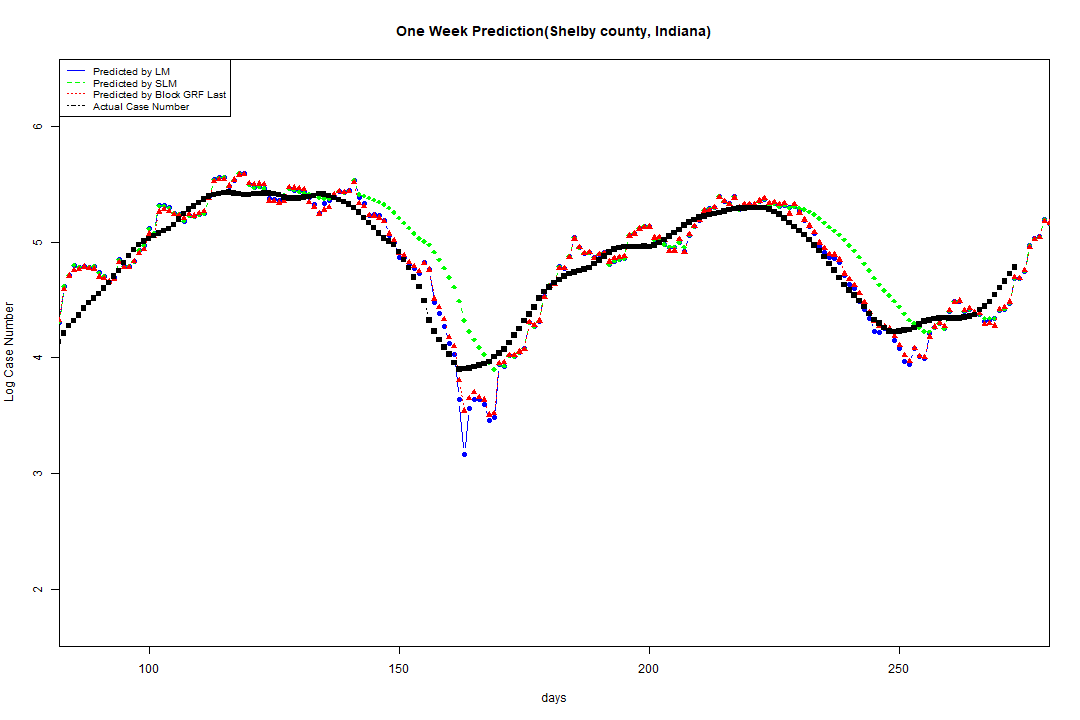 One Week Prediction(Shelby county, Indiana)
Predicted by LM
Predicted by SLM
Predicted by Block GRF Last
Actual Case Number
6
5
4
3
2
Log Case Number
100 150 200 250
days